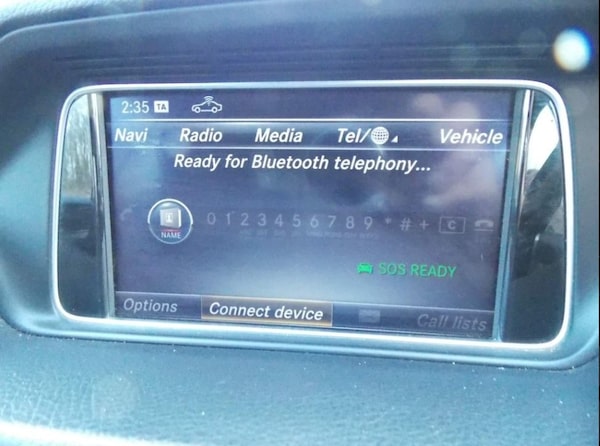 2:35 TA
Navi Radio Media Tel/ Vehicle
Ready for Bluetooth telephony...
NAME
0 1 2 3 4 5 6 7 8 9 * # + C
SOS READY
Options Connect device Call lists